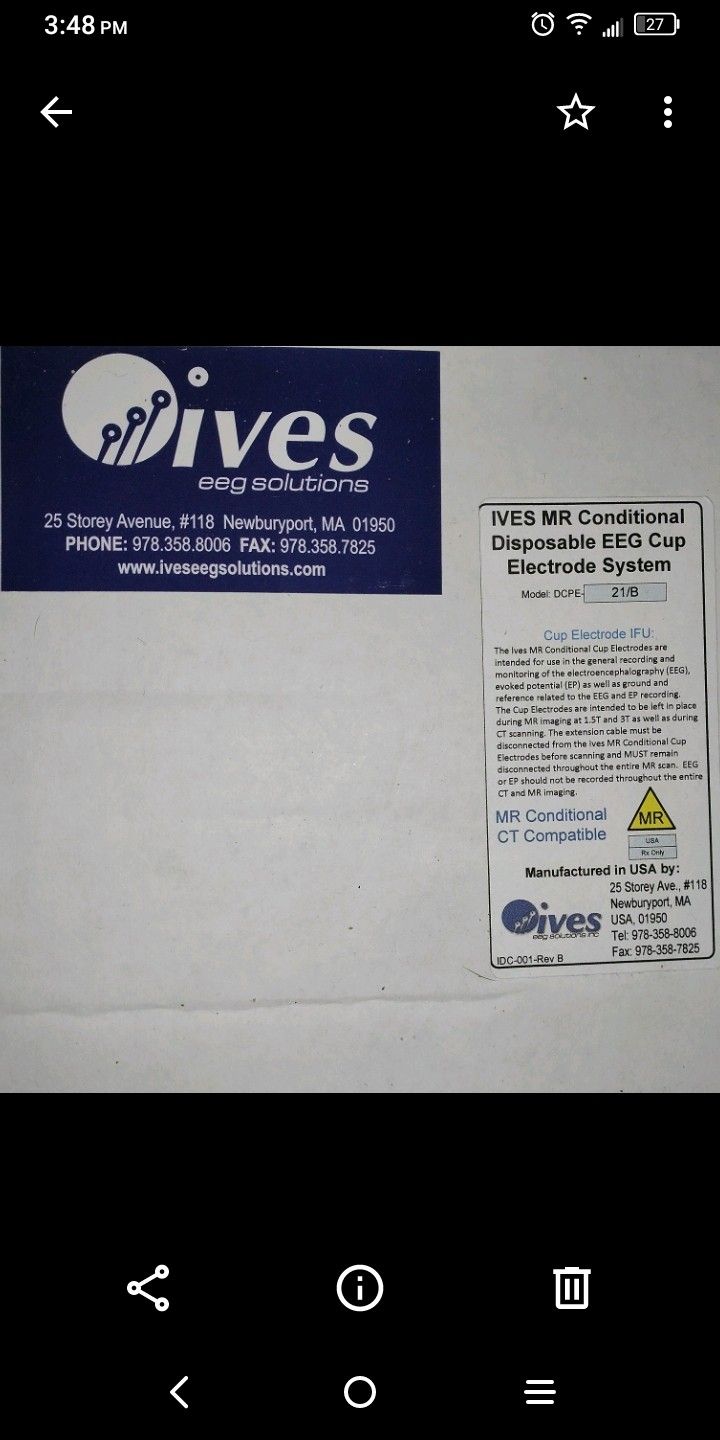 3:48 PM
27
ives
eeg solutions
25 Storey Avenue, #118 Newburyport, MA 01950
PHONE: 978.358.8006 FAX: 978.358.7825
www.iveseegsolutions.com
IVES MR Conditional
Disposable EEG Cup
Electrode System
Model: DCPE- 21/B
Cup Electrode IFU:
The Ives MR Conditional Cup Electrodes are
intended for use in the general recording and
monitoring of the electroencephalography (EEG),
evoked potential (EP) as well as ground and
reference related to the EEG and EP recording.
The Cup Electrodes are intended to be left in place
during MR imaging at 1.5T and 3T as well as during
CT scanning. The extension cable must be
disconnected from the Ives MR Conditional Cup
Electrodes before scanning and MUST remain
disconnected throughout the entire MR scan. EEG
or EP should not be recorded throughout the entire
CT and MR imaging.
MR Conditional
CT Compatible
MR
USA
Rx Only
Manufactured in USA by:
25 Storey Ave., #118
Newburyport, MA
USA, 01950
Tel: 978-358-8006
Fax: 978-358-7825
ives
eeg solutions inc
IDC-001-Rev B